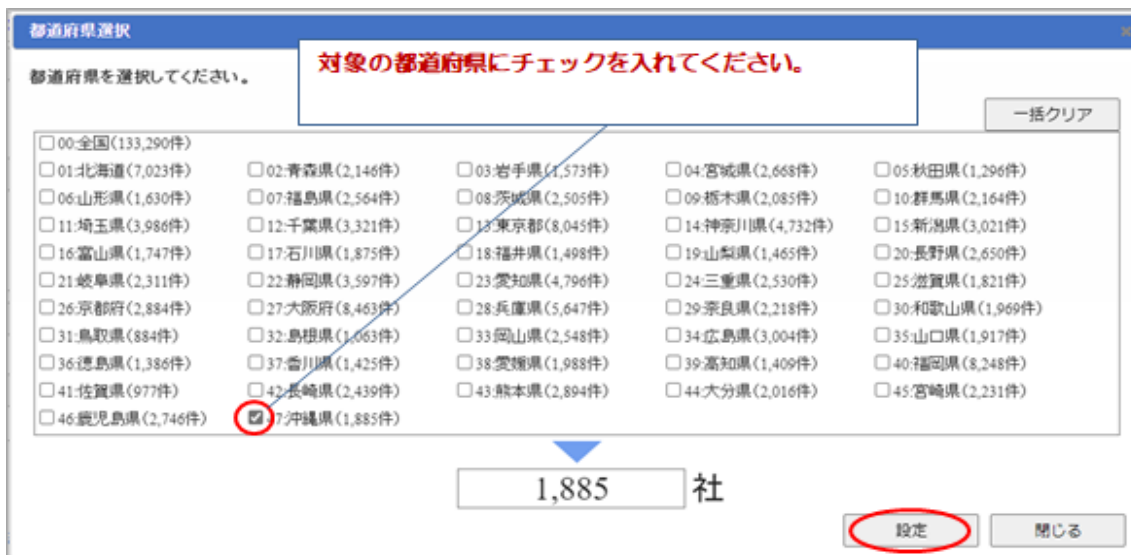 都道府県選択
対象の都道府県にチェックを入れてください。
都道府県を選択してください。
一括クリア
00:全国(133,290件)
01:北海道(7,023件) 02:青森県(2,146件) 03:岩手県(1,573件) 04:宮城県(2,668件) 05:秋田県(1,296件)
06:山形県(1,630件) 07:福島県(2,564件) 08:茨城県(2,505件) 09:栃木県(2,085件) 10:群馬県(2,164件)
11:埼玉県(3,986件) 12:千葉県(3,321件) 13:東京都(8,045件) 14:神奈川県(4,732件) 15:新潟県(3,021件)
16:富山県(1,747件) 17:石川県(1,875件) 18:福井県(1,498件) 19:山梨県(1,465件) 20:長野県(2,650件)
21:岐阜県(2,311件) 22:静岡県(3,597件) 23:愛知県(4,796件) 24:三重県(2,530件) 25:滋賀県(1,821件)
26:京都府(2,884件) 27:大阪府(8,463件) 28:兵庫県(5,647件) 29:奈良県(2,218件) 30:和歌山県(1,969件)
31:鳥取県(884件) 32:島根県(1,063件) 33:岡山県(2,548件) 34:広島県(3,004件) 35:山口県(1,917件)
36:徳島県(1,386件) 37:香川県(1,425件) 38:愛媛県(1,988件) 39:高知県(1,409件) 40:福岡県(8,248件)
41:佐賀県(977件) 42:長崎県(2,439件) 43:熊本県(2,894件) 44:大分県(2,016件) 45:宮崎県(2,231件)
46:鹿児島県(2,746件) 47:沖縄県(1,885件)
1,885 社
設定 閉じる